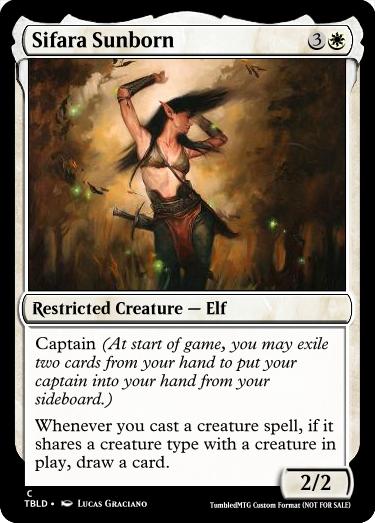 Sifara Sunborn 3
Restricted Creature — Elf
Captain (At start of game, you may exile
two cards from your hand to put your
captain into your hand from your
sideboard.)
Whenever you cast a creature spell, if it
shares a creature type with a creature in
play, draw a card.
2/2
C
TBLD • Lucas Graciano
TumbledMTG Custom Format (NOT FOR SALE)